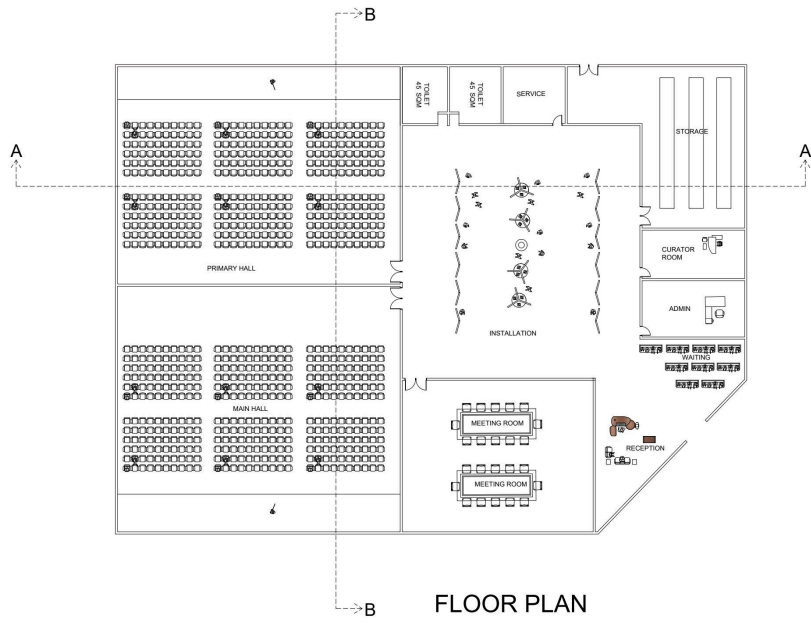 B
TOILET
45 SQM
TOILET
45 SQM
SERVICE
STORAGE
A
A
CURATOR
ROOM
PRIMARY HALL
ADMIN
INSTALLATION
WAITING
MAIN HALL
MEETING ROOM
RECEPTION
MEETING ROOM
B
FLOOR PLAN